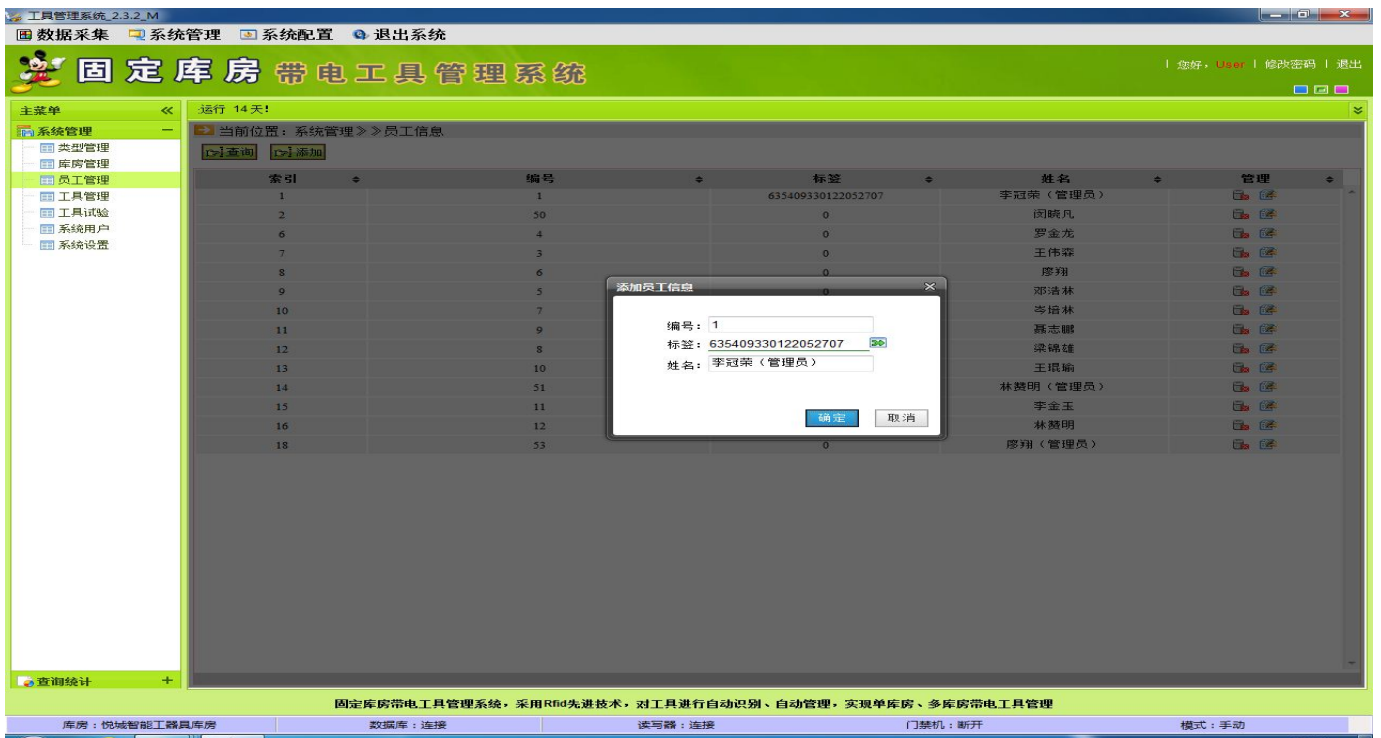 工具管理系统_2.3.2_M
数据采集 系统管理 系统配置 退出系统
固定库房 带电工具管理系统
| 您好，User | 修改密码 | 退出
主菜单 运行 14天!
系统管理
类型管理
库房管理
员工管理
工具管理
工具试验
系统用户
系统设置
查询统计
当前位置：系统管理》》员工信息
查询 添加
索引 编号 标签 姓名 管理
1 1 635409330122052707 李冠荣（管理员）
2 50 0 闵晓凡
6 4 0 罗金龙
7 3 0 王伟霖
8 6 0 廖翔
9 5 0 邓浩林
10 7 岑培林
11 9 聂志鹏
12 8 梁锦雄
13 10 王琨瑜
14 51 林赞明（管理员）
15 11 李金玉
16 12 林赞明
18 53 0 廖翔（管理员）
添加员工信息
编号： 1
标签： 635409330122052707
姓名： 李冠荣（管理员）
确定 取消
固定库房带电工具管理系统，采用Rfid先进技术，对工具进行自动识别、自动管理，实现单库房、多库房带电工具管理
库房：悦城智能工器具库房 数据库：连接 读写器：连接 门禁机：断开 模式：手动